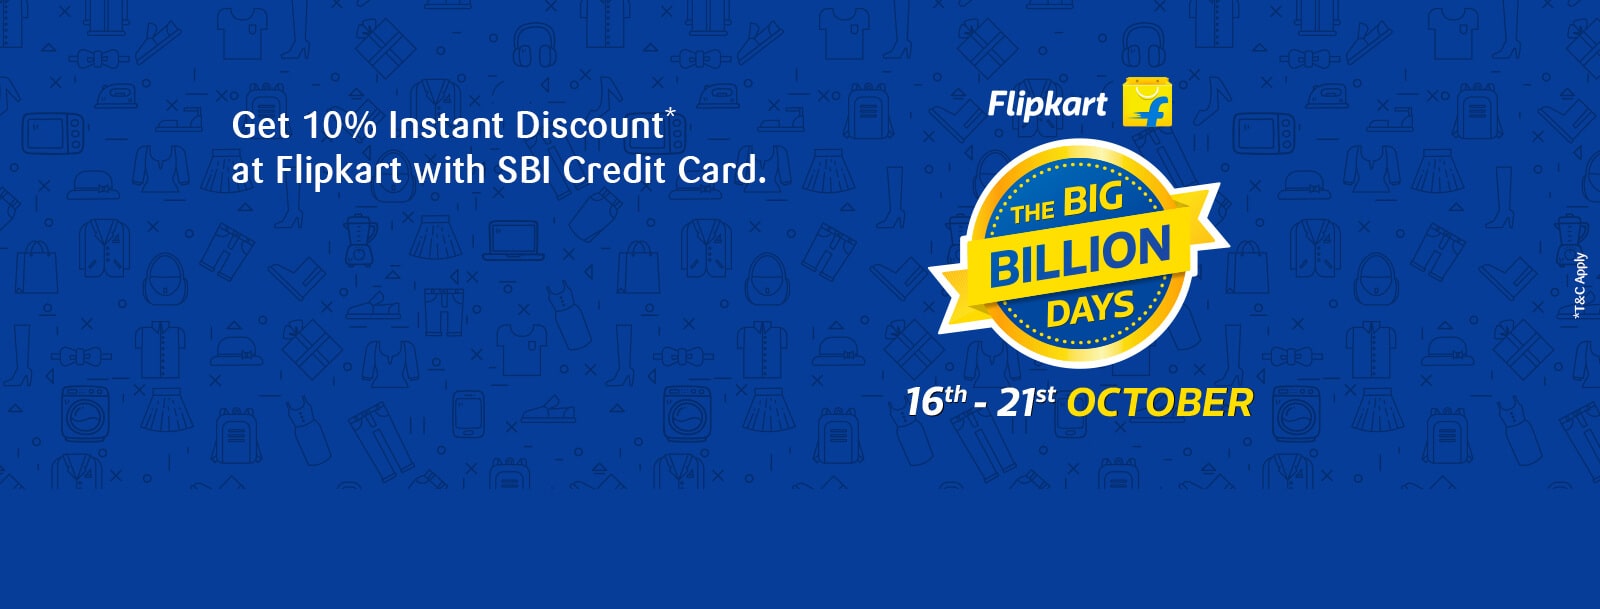 Get 10% Instant Discount*
at Flipkart with SBI Credit Card.
Flipkart
THE BIG
BILLION
DAYS
16th - 21st OCTOBER
*T&C Apply